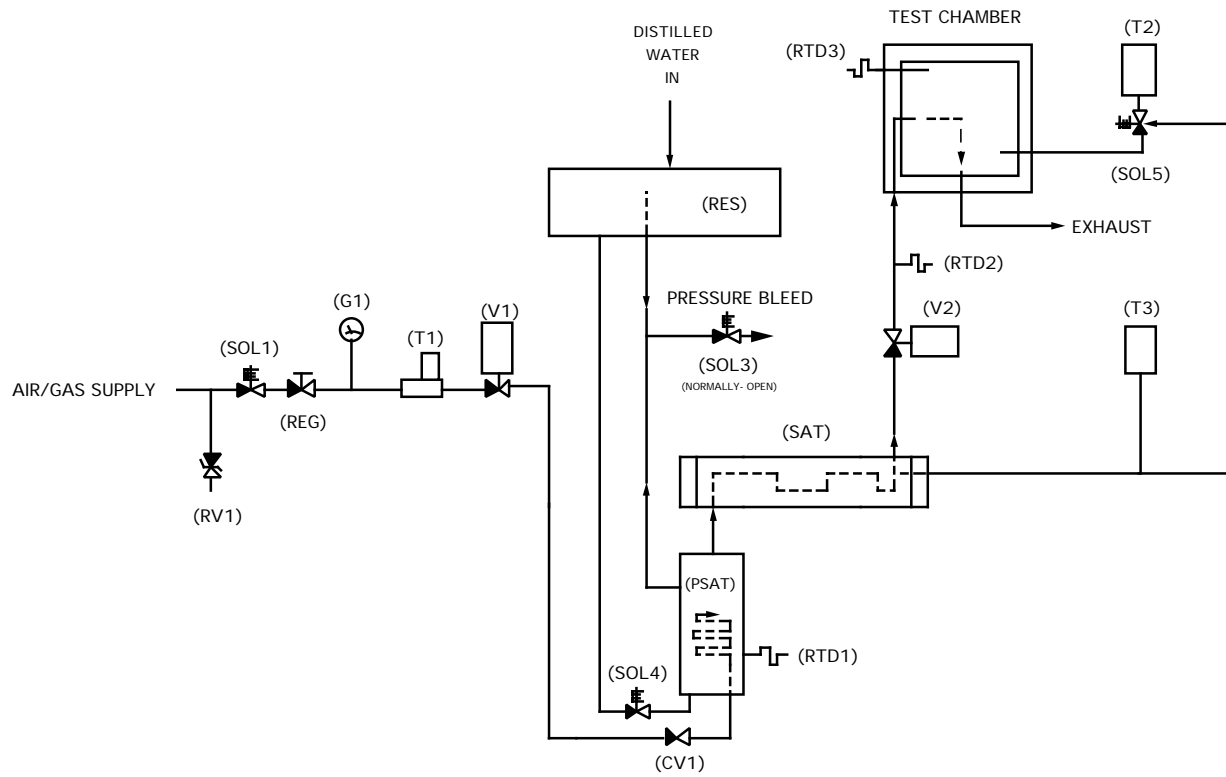 TEST CHAMBER
(T2)
DISTILLED
WATER
IN
(RTD3)
(RES)
(SOL5)
EXHAUST
(RTD2)
(G1)
PRESSURE BLEED
(V1)
(V2)
(T3)
(T1)
(SOL1)
(SOL3)
(NORMALLY- OPEN)
AIR/GAS SUPPLY
(REG)
(SAT)
(RV1)
(PSAT)
(RTD1)
(SOL4)
(CV1)